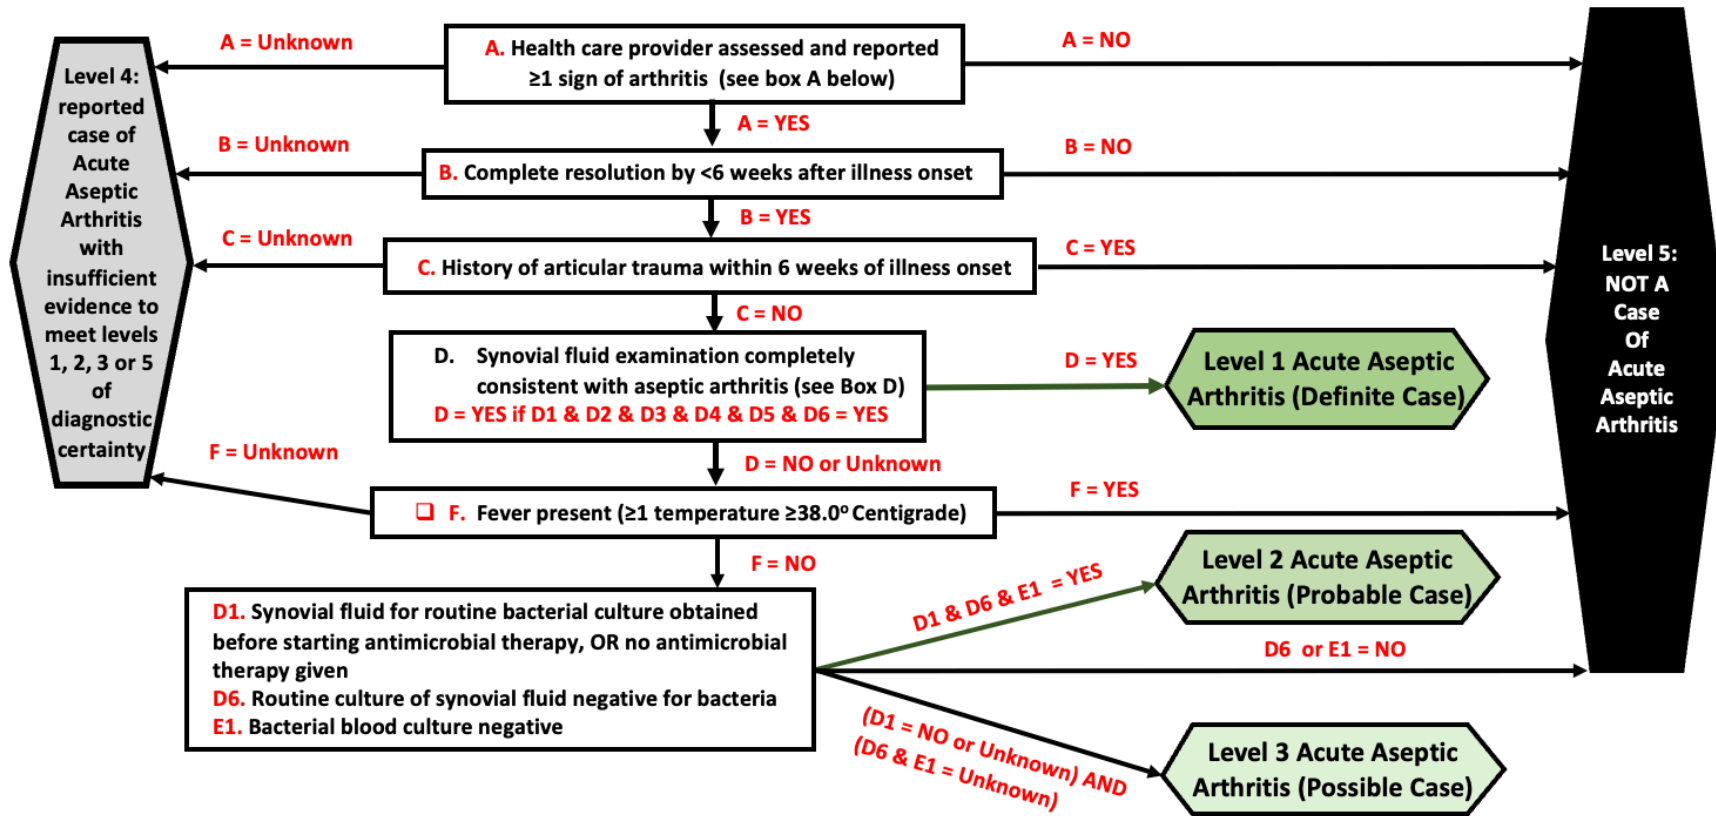 A = Unknown
A. Health care provider assessed and reported
≥1 sign of arthritis (see box A below)
A = NO
Level 4:
reported
case of
Acute
Aseptic
Arthritis
with
insufficient
evidence to
meet levels
1, 2, 3 or 5
of
diagnostic
certainty
A = YES
B = Unknown
B. Complete resolution by <6 weeks after illness onset
B = NO
B = YES
C = Unknown
C. History of articular trauma within 6 weeks of illness onset
C = YES
Level 5:
NOT A
Case
Of
Acute
Aseptic
Arthritis
C = NO
D. Synovial fluid examination completely
consistent with aseptic arthritis (see Box D)
D = YES if D1 & D2 & D3 & D4 & D5 & D6 = YES
D = YES
Level 1 Acute Aseptic
Arthritis (Definite Case)
F = Unknown
D = NO or Unknown
❑ F. Fever present (≥1 temperature ≥38.0º Centigrade)
F = YES
F = NO
D1. Synovial fluid for routine bacterial culture obtained
before starting antimicrobial therapy, OR no antimicrobial
therapy given
D6. Routine culture of synovial fluid negative for bacteria
E1. Bacterial blood culture negative
D1 & D6 & E1 = YES
Level 2 Acute Aseptic
Arthritis (Probable Case)
D6 or E1 = NO
(D1 = NO or Unknown) AND
(D6 & E1 = Unknown)
Level 3 Acute Aseptic
Arthritis (Possible Case)